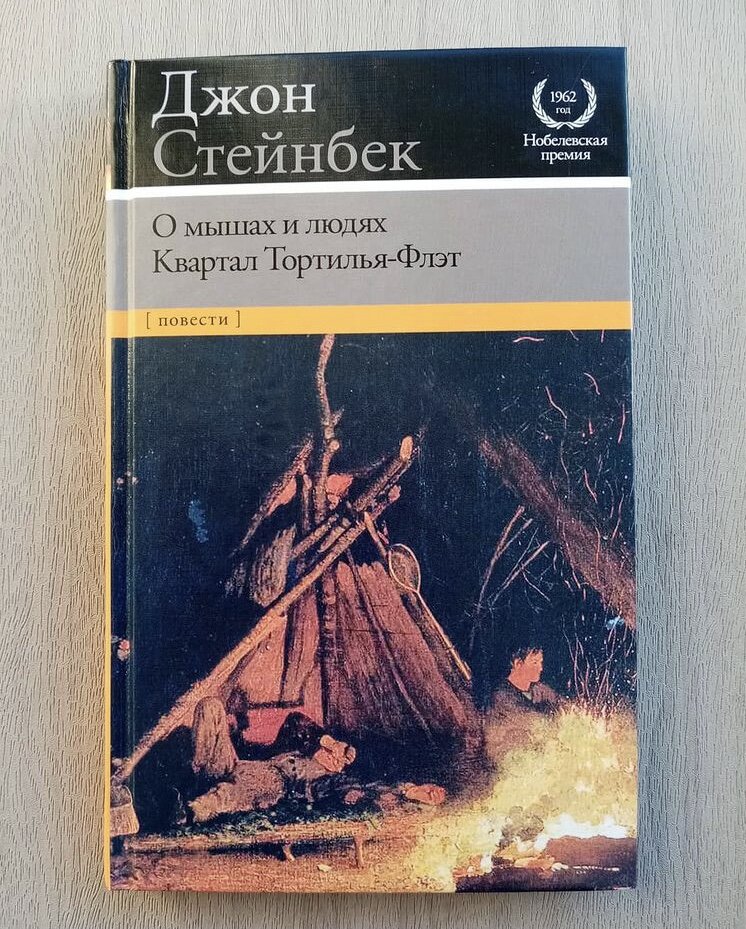 Джон
Стейнбек
1962
год
Нобелевская
премия
О мышах и людях
Квартал Тортилья-Флэт
[ повести ]